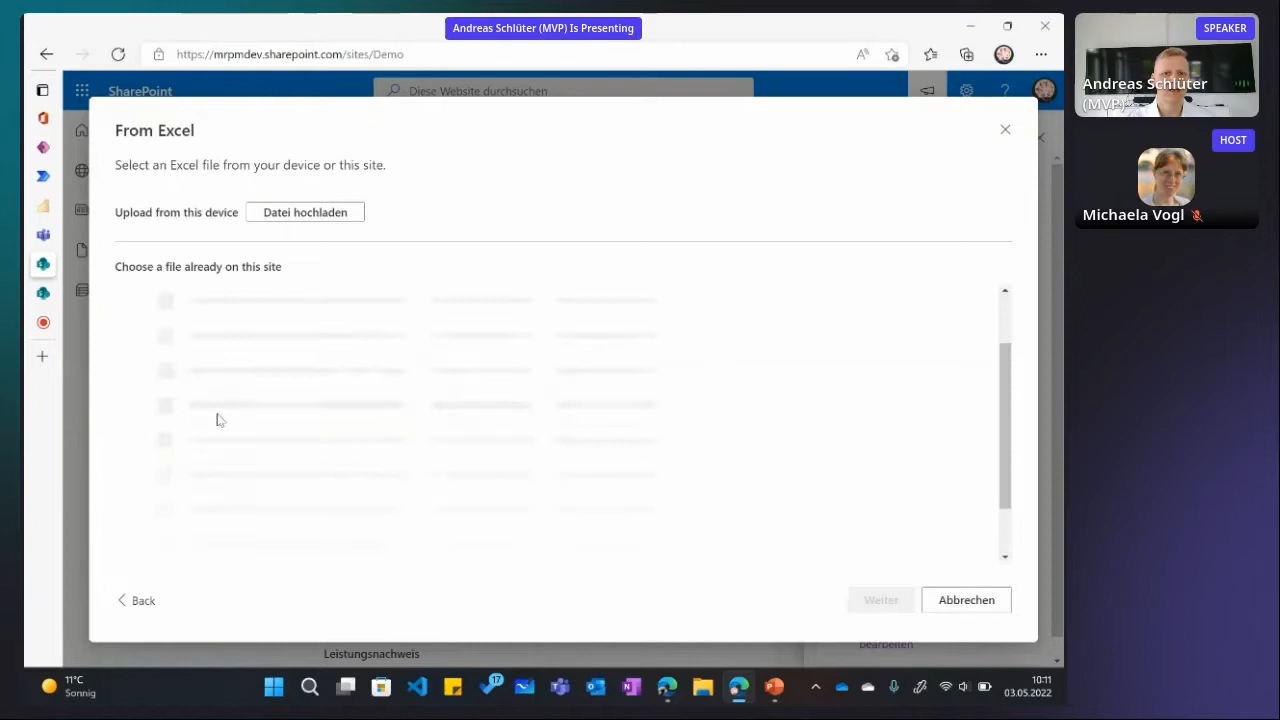 Andreas Schlüter (MVP) Is Presenting
SPEAKER
Andreas Schlüter
(MVP)
HOST
Michaela Vogl
https://mrpmdev.sharepoint.com/sites/Demo
SharePoint
Diese Website durchsuchen
From Excel
Select an Excel file from your device or this site.
Upload from this device
Datei hochladen
Choose a file already on this site
Back
Weiter
Abbrechen
Leistungsnachweis
bearbeiten
11°C
Sonnig
17
10:11
03.05.2022